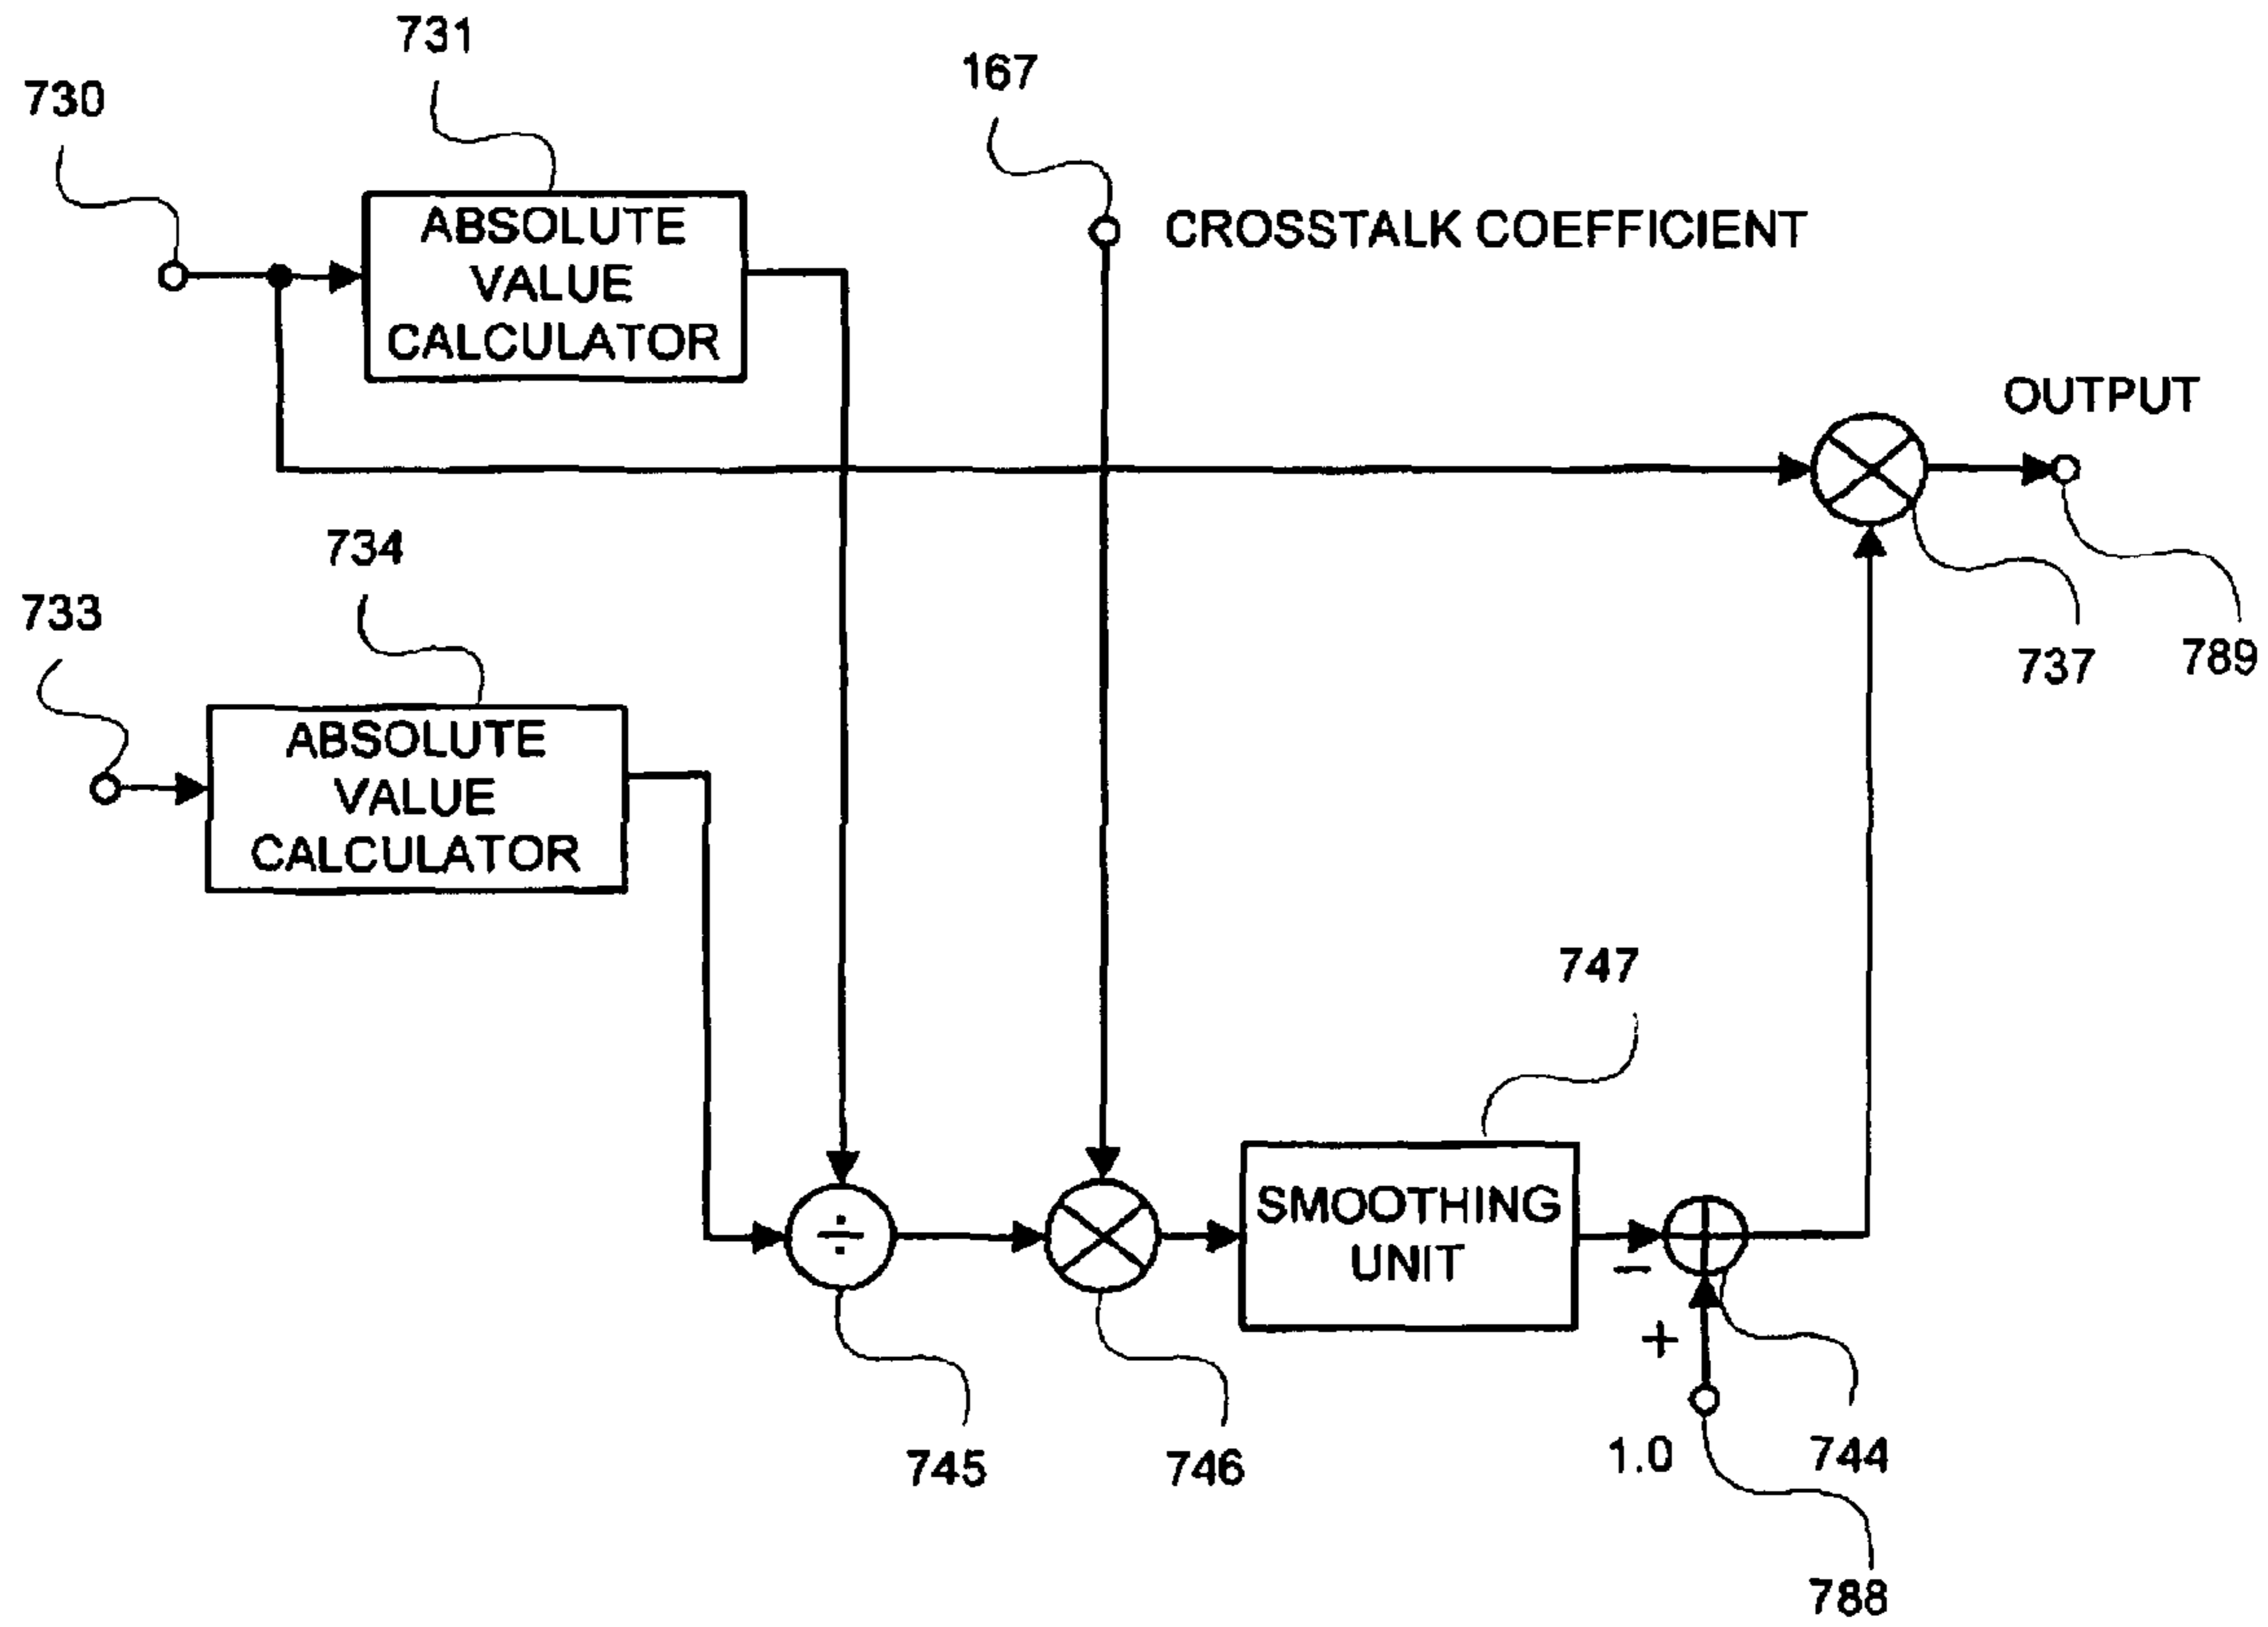 731
167
730
ABSOLUTE
VALUE
CALCULATOR
CROSSTALK COEFFICIENT
OUTPUT
734
733
737
789
ABSOLUTE
VALUE
CALCULATOR
747
÷
SMOOTHING
UNIT
−
+
745
746
1.0
744
788